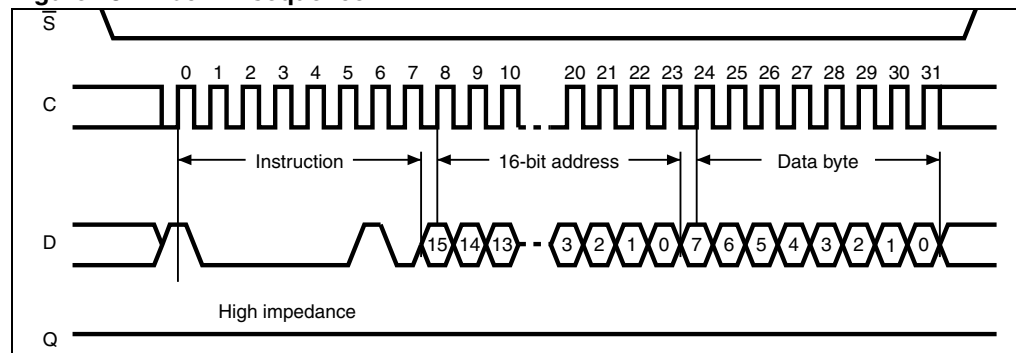 S
0 1 2 3 4 5 6 7 8 9 10 20 21 22 23 24 25 26 27 28 29 30 31
C
Instruction 16-bit address Data byte
D
15 14 13 3 2 1 0 7 6 5 4 3 2 1 0
High impedance
Q